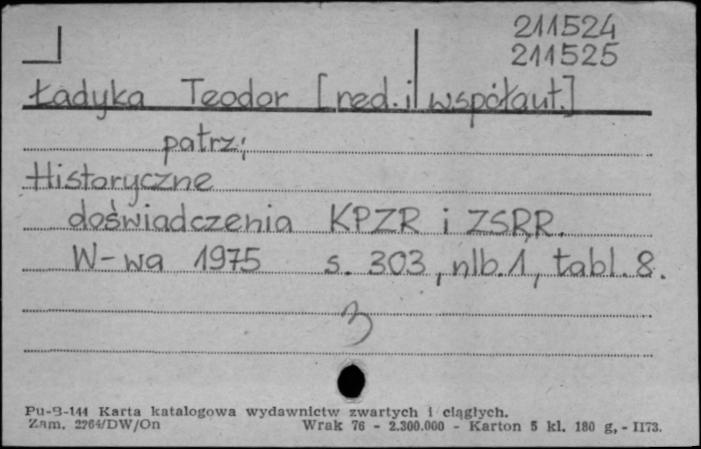 211524
211525
Ładyka Teodor [red. i współaut.]
patrz:
Historyczne
doświadczenia KPZR i ZSRR.
W-wa 1975 s. 303, nlb. 1, tabl. 8.
3
Pu-B-144 Karta katalogowa wydawnictw zwartych i ciągłych.
Zam. 2264/DW/On Wrak 76 - 2.300.000 - Karton 5 kl. 180 g, - II73.